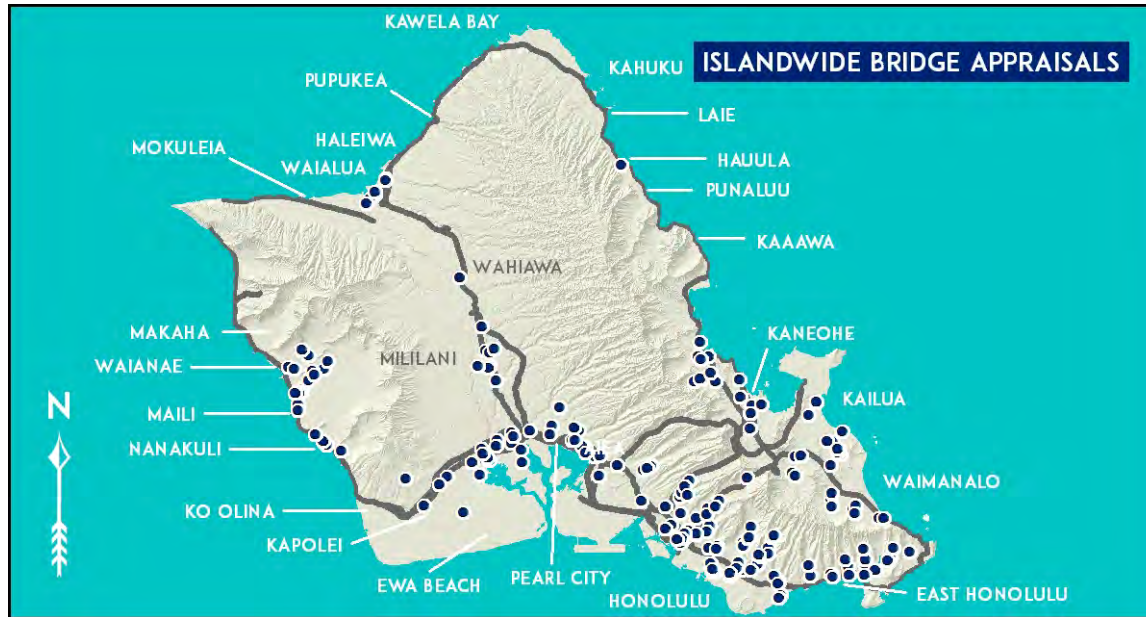 KAWELA BAY
ISLANDWIDE BRIDGE APPRAISALS
KAHUKU
PUPUKEA
LAIE
HALEIWA
MOKULEIA
WAIALUA
HAUULA
PUNALUU
KAAAWA
WAHIAWA
MAKAHA
KANEOHE
MILILANI
WAIANAE
KAILUA
N
MAILI
NANAKULI
WAIMANALO
KO OLINA
KAPOLEI
EWA BEACH
PEARL CITY
HONOLULU
EAST HONOLULU